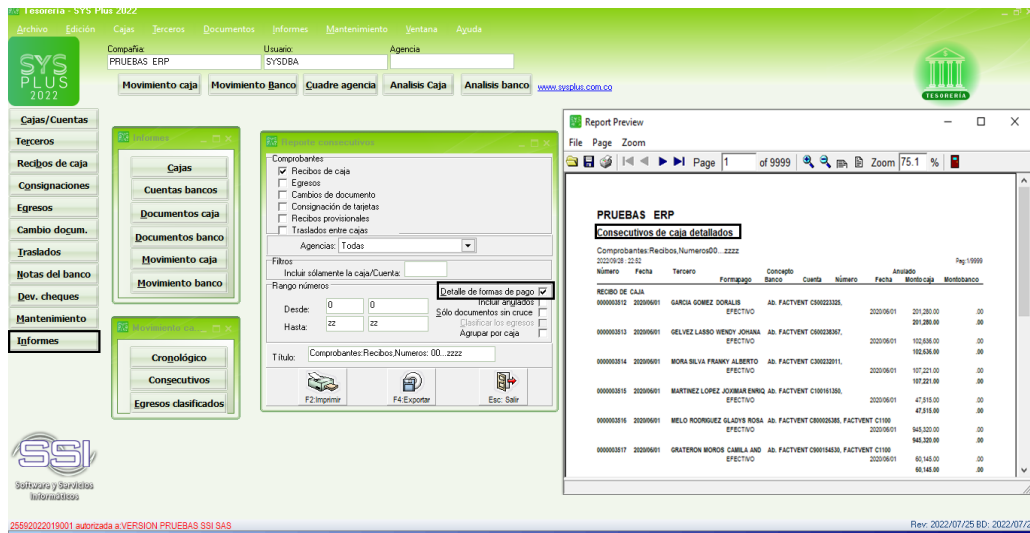 Tesorería - SYS Plus 2022
Archivo Edición Cajas Terceros Documentos Informes Mantenimiento Ventana Ayuda
Compañia: Usuario: Agencia
PRUEBAS ERP SYSDBA
SYS
PLUS
2022
Movimiento caja Movimiento Banco Cuadre agencia Analisis Caja Analisis banco www.sysplus.com.co
TESORERÍA
Cajas/Cuentas
Terceros
Recibos de caja
Consignaciones
Egresos
Cambio docum.
Traslados
Notas del banco
Dev. cheques
Mantenimiento
Informes
Informes
Cajas
Cuentas bancos
Documentos caja
Documentos banco
Movimiento caja
Movimiento banco
Movimiento ca...
Cronológico
Consecutivos
Egresos clasificados
Reporte consecutivos
Comprobantes
Recibos de caja
Egresos
Cambios de documento
Consignación de tarjetas
Recibos provisionales
Traslados entre cajas
Agencias: Todas
Filtros
Incluir sólamente la caja/Cuenta:
Rango números
Detalle de formas de pago
Incluir anulados
Desde: 0 0
Sólo documentos sin cruce
Clasificar los egresos
Hasta: zz zz
Agrupar por caja
Título: Comprobantes:Recibos,Numeros: 00...zzzz
F2:Imprimir F4:Exportar Esc: Salir
Report Preview
File Page Zoom
Page 1 of 9999 Zoom 75.1 %
PRUEBAS ERP
Consecutivos de caja detallados
Comprobantes:Recibos,Numeros00...zzzz
2022/09/28 : 22:52 Pag:1/9999
Número Fecha Tercero Concepto Anulado
Formapago Banco Cuenta Número Fecha Monto caja Montobanco
RECIBO DE CAJA
0000003512 2020/06/01 GARCIA GOMEZ DORALIS Ab. FACTVENT C500223325,
EFECTIVO 2020/06/01 201,280.00 .00
201,280.00 .00
0000003513 2020/06/01 GELVEZ LASSO WENDY JOHANA Ab. FACTVENT C600238367,
EFECTIVO 2020/06/01 102,636.00 .00
102,636.00 .00
0000003514 2020/06/01 MORA SILVA FRANKY ALBERTO Ab. FACTVENT C300232011,
EFECTIVO 2020/06/01 107,221.00 .00
107,221.00 .00
0000003515 2020/06/01 MARTINEZ LOPEZ JOXIMAR ENRIQ Ab. FACTVENT C100161350,
EFECTIVO 2020/06/01 47,515.00 .00
47,515.00 .00
0000003516 2020/06/01 MELO RODRIGUEZ GLADYS ROSA Ab. FACTVENT C800026385, FACTVENT C1100
EFECTIVO 2020/06/01 945,320.00 .00
945,320.00 .00
0000003517 2020/06/01 GRATERON MOROS CAMILA AND Ab. FACTVENT C900154530, FACTVENT C1100
EFECTIVO 2020/06/01 60,145.00 .00
60,145.00 .00
SSI
Software y Servicios
Informáticos
25592022019001 autorizada a:VERSION PRUEBAS SSI SAS
Rev: 2022/07/25 BD: 2022/07/2